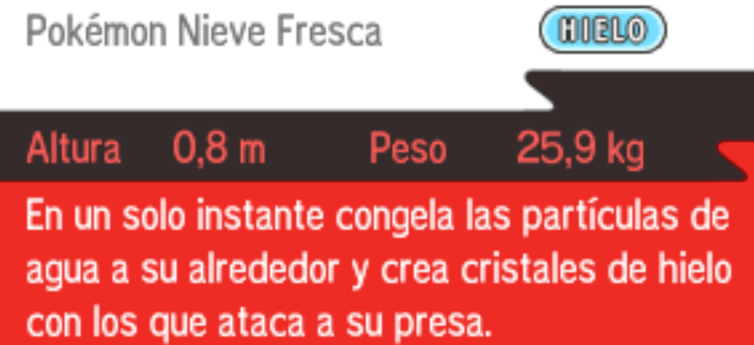 Pokémon Nieve Fresca HIELO
Altura 0,8 m Peso 25,9 kg
En un solo instante congela las partículas de
agua a su alrededor y crea cristales de hielo
con los que ataca a su presa.